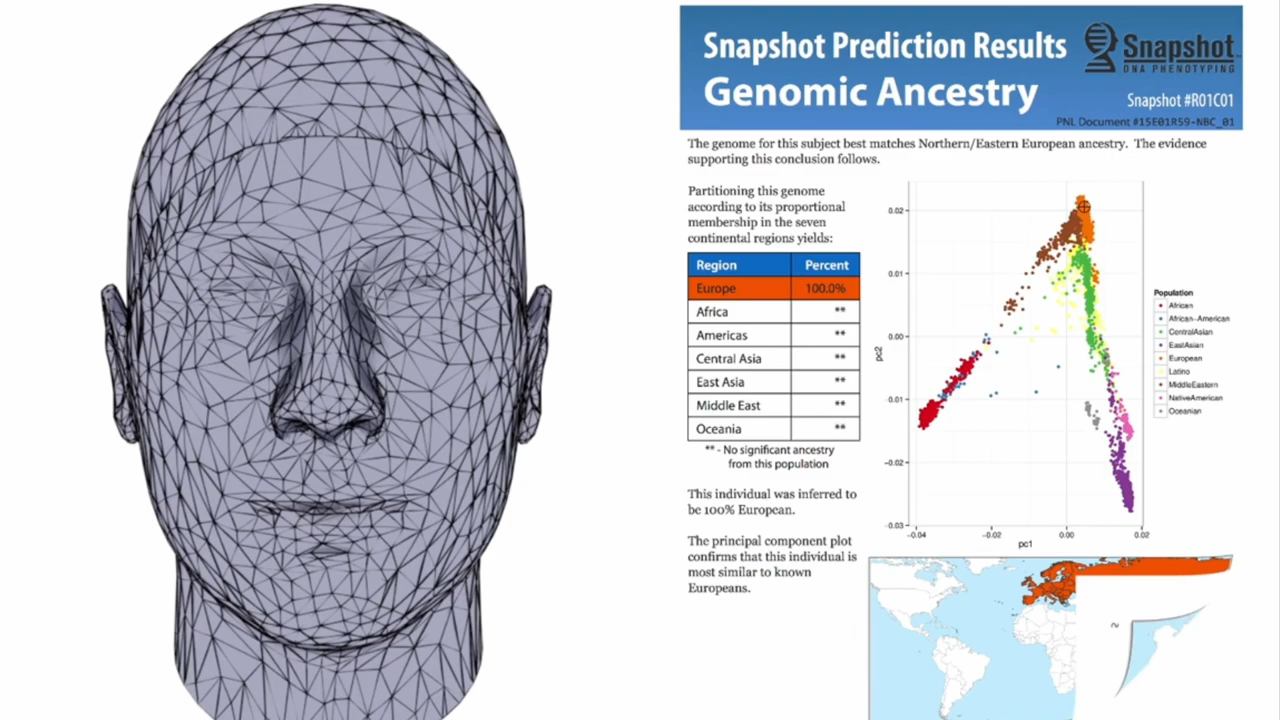 Snapshot Prediction Results
Genomic Ancestry
Snapshot™
DNA PHENOTYPING
Snapshot #R01C01
PNL Document #15E01R59-NBC_01
The genome for this subject best matches Northern/Eastern European ancestry. The evidence
supporting this conclusion follows.
Partitioning this genome
according to its proportional
membership in the seven
continental regions yields:
Region Percent
Europe 100.0%
Africa **
Americas **
Central Asia **
East Asia **
Middle East **
Oceania **
** - No significant ancestry
from this population
This individual was inferred to
be 100% European.
The principal component plot
confirms that this individual is
most similar to known
Europeans.
0.02
0.01
0.00
−0.01
−0.02
−0.03
pc2
−0.04 −0.02 0.00 0.02
pc1
Population
African
African−American
CentralAsian
EastAsian
European
Latino
MiddleEastern
NativeAmerican
Oceanian